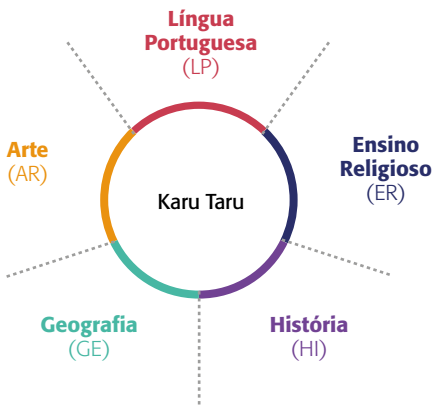 Língua
Portuguesa
(LP)
Arte
(AR)
Ensino
Religioso
(ER)
Karu Taru
Geografia
(GE)
História
(HI)